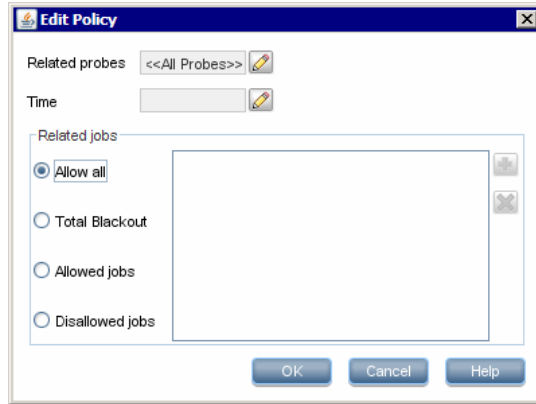 Edit Policy
Related probes <<All Probes>>
Time
Related jobs
Allow all
Total Blackout
Allowed jobs
Disallowed jobs
OK Cancel Help